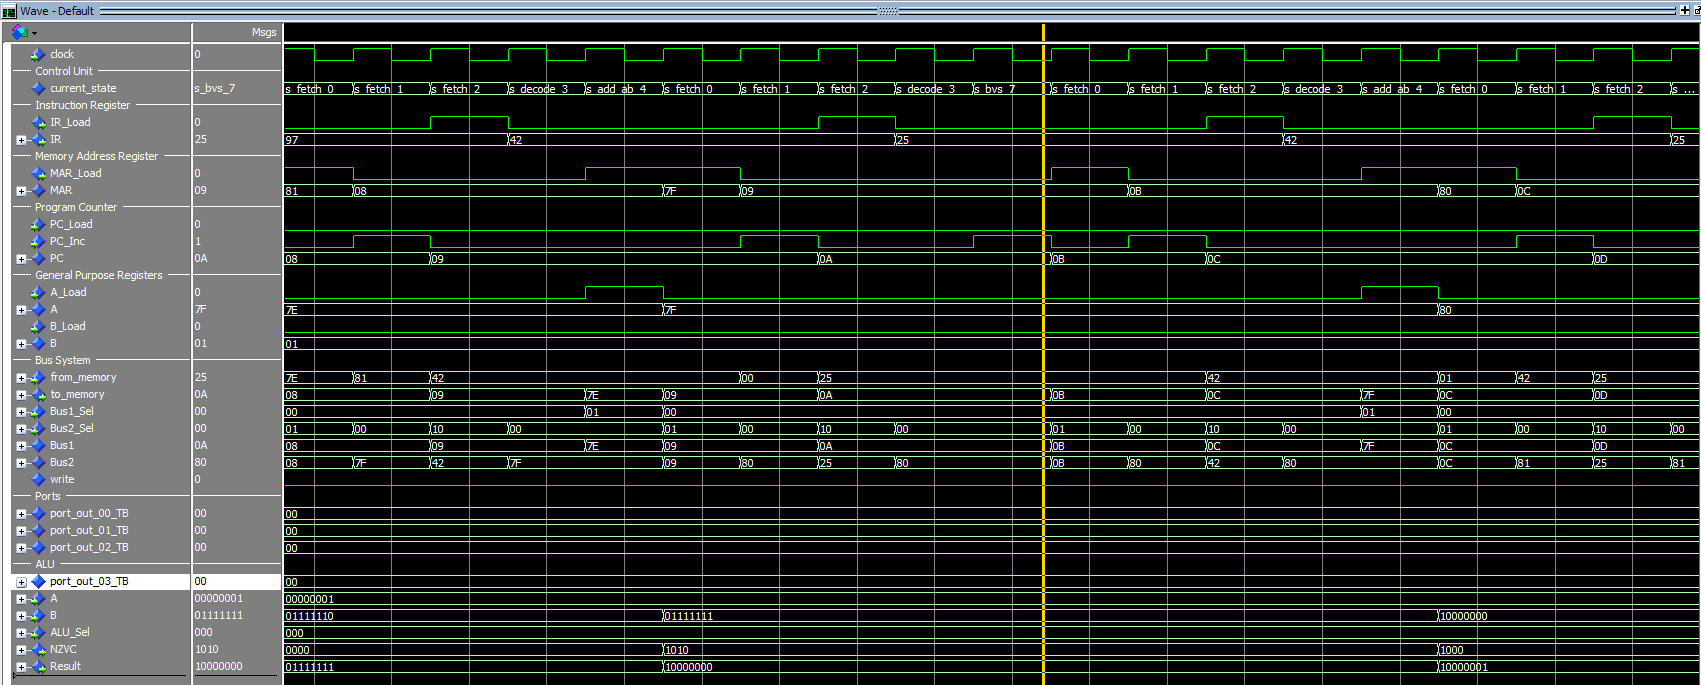 Wave - Default
Msgs
clock 0
Control Unit
current_state s_bvs_7 s_fetch_0 s_fetch_1 s_fetch_2 s_decode_3 s_add_ab_4 s_fetch_0 s_fetch_1 s_fetch_2 s_decode_3 s_bvs_7 s_fetch_0 s_fetch_1 s_fetch_2 s_decode_3 s_add_ab_4 s_fetch_0 s_fetch_1 s_fetch_2 s_...
Instruction Register
IR_Load 0
IR 25 97 42 25 42 25
Memory Address Register
MAR_Load 0
MAR 09 81 08 7F 09 0B 80 0C
Program Counter
PC_Load 0
PC_Inc 1
PC 0A 08 09 0A 0B 0C 0D
General Purpose Registers
A_Load 0
A 7F 7E 7F 80
B_Load 0
B 01 01
Bus System
from_memory 25 7E 81 42 00 25 42 01 42 25
to_memory 0A 08 09 7E 09 0A 0B 0C 7F 0C 0D
Bus1_Sel 00 00 01 00 01 00
Bus2_Sel 00 01 00 10 00 01 00 10 00 01 00 10 00 01 00 10 00
Bus1 0A 08 09 7E 09 0A 0B 0C 7F 0C 0D
Bus2 80 08 7F 42 7F 09 80 25 80 0B 80 42 80 0C 81 25 81
write 0
Ports
port_out_00_TB 00 00
port_out_01_TB 00 00
port_out_02_TB 00 00
ALU
port_out_03_TB 00 00
A 00000001 00000001
B 01111111 01111110 01111111 10000000
ALU_Sel 000 000
NZVC 1010 0000 1010 1000
Result 10000000 01111111 10000000 10000001